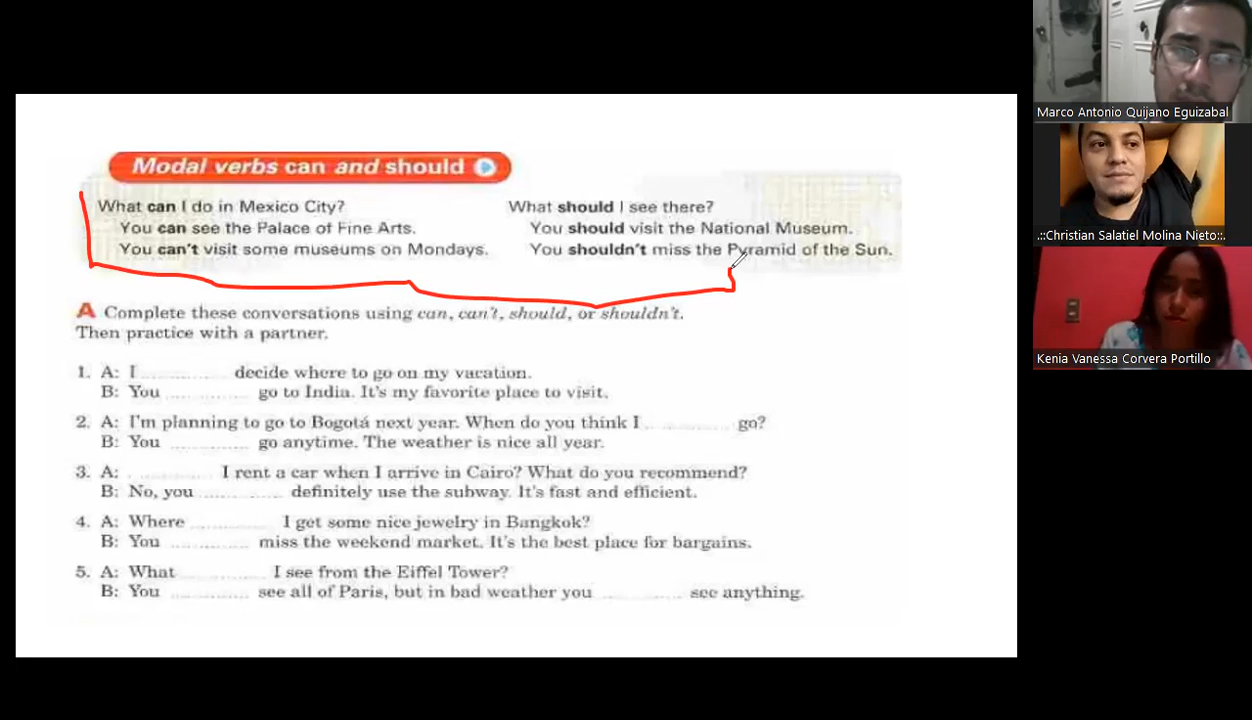 Modal verbs can and should
What can I do in Mexico City?
You can see the Palace of Fine Arts.
You can't visit some museums on Mondays.
What should I see there?
You should visit the National Museum.
You shouldn't miss the Pyramid of the Sun.
A Complete these conversations using can, can't, should, or shouldn't.
Then practice with a partner.
1. A: I .............. decide where to go on my vacation.
B: You .............. go to India. It's my favorite place to visit.
2. A: I'm planning to go to Bogotá next year. When do you think I .............. go?
B: You .............. go anytime. The weather is nice all year.
3. A: .............. I rent a car when I arrive in Cairo? What do you recommend?
B: No, you .............. definitely use the subway. It's fast and efficient.
4. A: Where .............. I get some nice jewelry in Bangkok?
B: You .............. miss the weekend market. It's the best place for bargains.
5. A: What .............. I see from the Eiffel Tower?
B: You .............. see all of Paris, but in bad weather you .............. see anything.
Marco Antonio Quijano Eguizabal
.::Christian Salatiel Molina Nieto::.
Kenia Vanessa Corvera Portillo